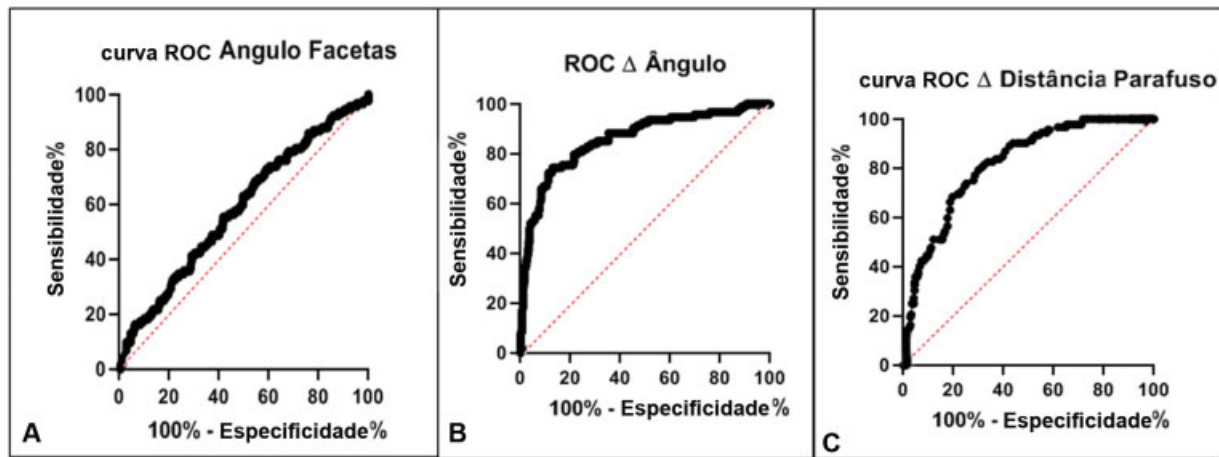 curva ROC Angulo Facetas
100
80
60
40
20
0
Sensibilidade%
0 20 40 60 80 100
100% - Especificidade%
A
ROC Δ Ângulo
100
80
60
40
20
0
Sensibilidade%
0 20 40 60 80 100
100% - Especificidade%
B
curva ROC Δ Distância Parafuso
100
80
60
40
20
0
Sensibilidade%
0 20 40 60 80 100
100% - Especificidade%
C